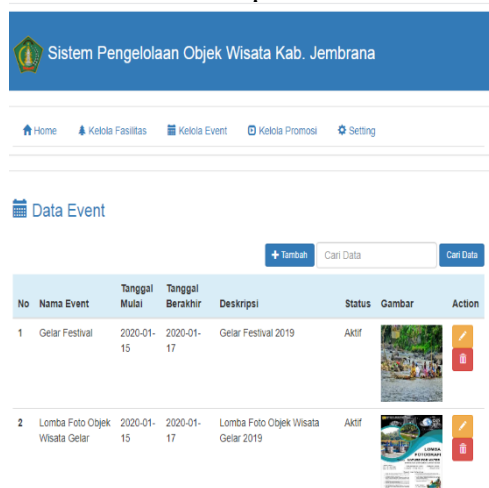 Sistem Pengelolaan Objek Wisata Kab. Jembrana
Home Kelola Fasilitas Kelola Event Kelola Promosi Setting
Data Event
+ Tambah Cari Data Cari Data
No Nama Event Tanggal Mulai Tanggal Berakhir Deskripsi Status Gambar Action
1 Gelar Festival 2020-01-15 2020-01-17 Gelar Festival 2019 Aktif
2 Lomba Foto Objek Wisata Gelar 2020-01-15 2020-01-17 Lomba Foto Objek Wisata Gelar 2019 Aktif
LOMBA